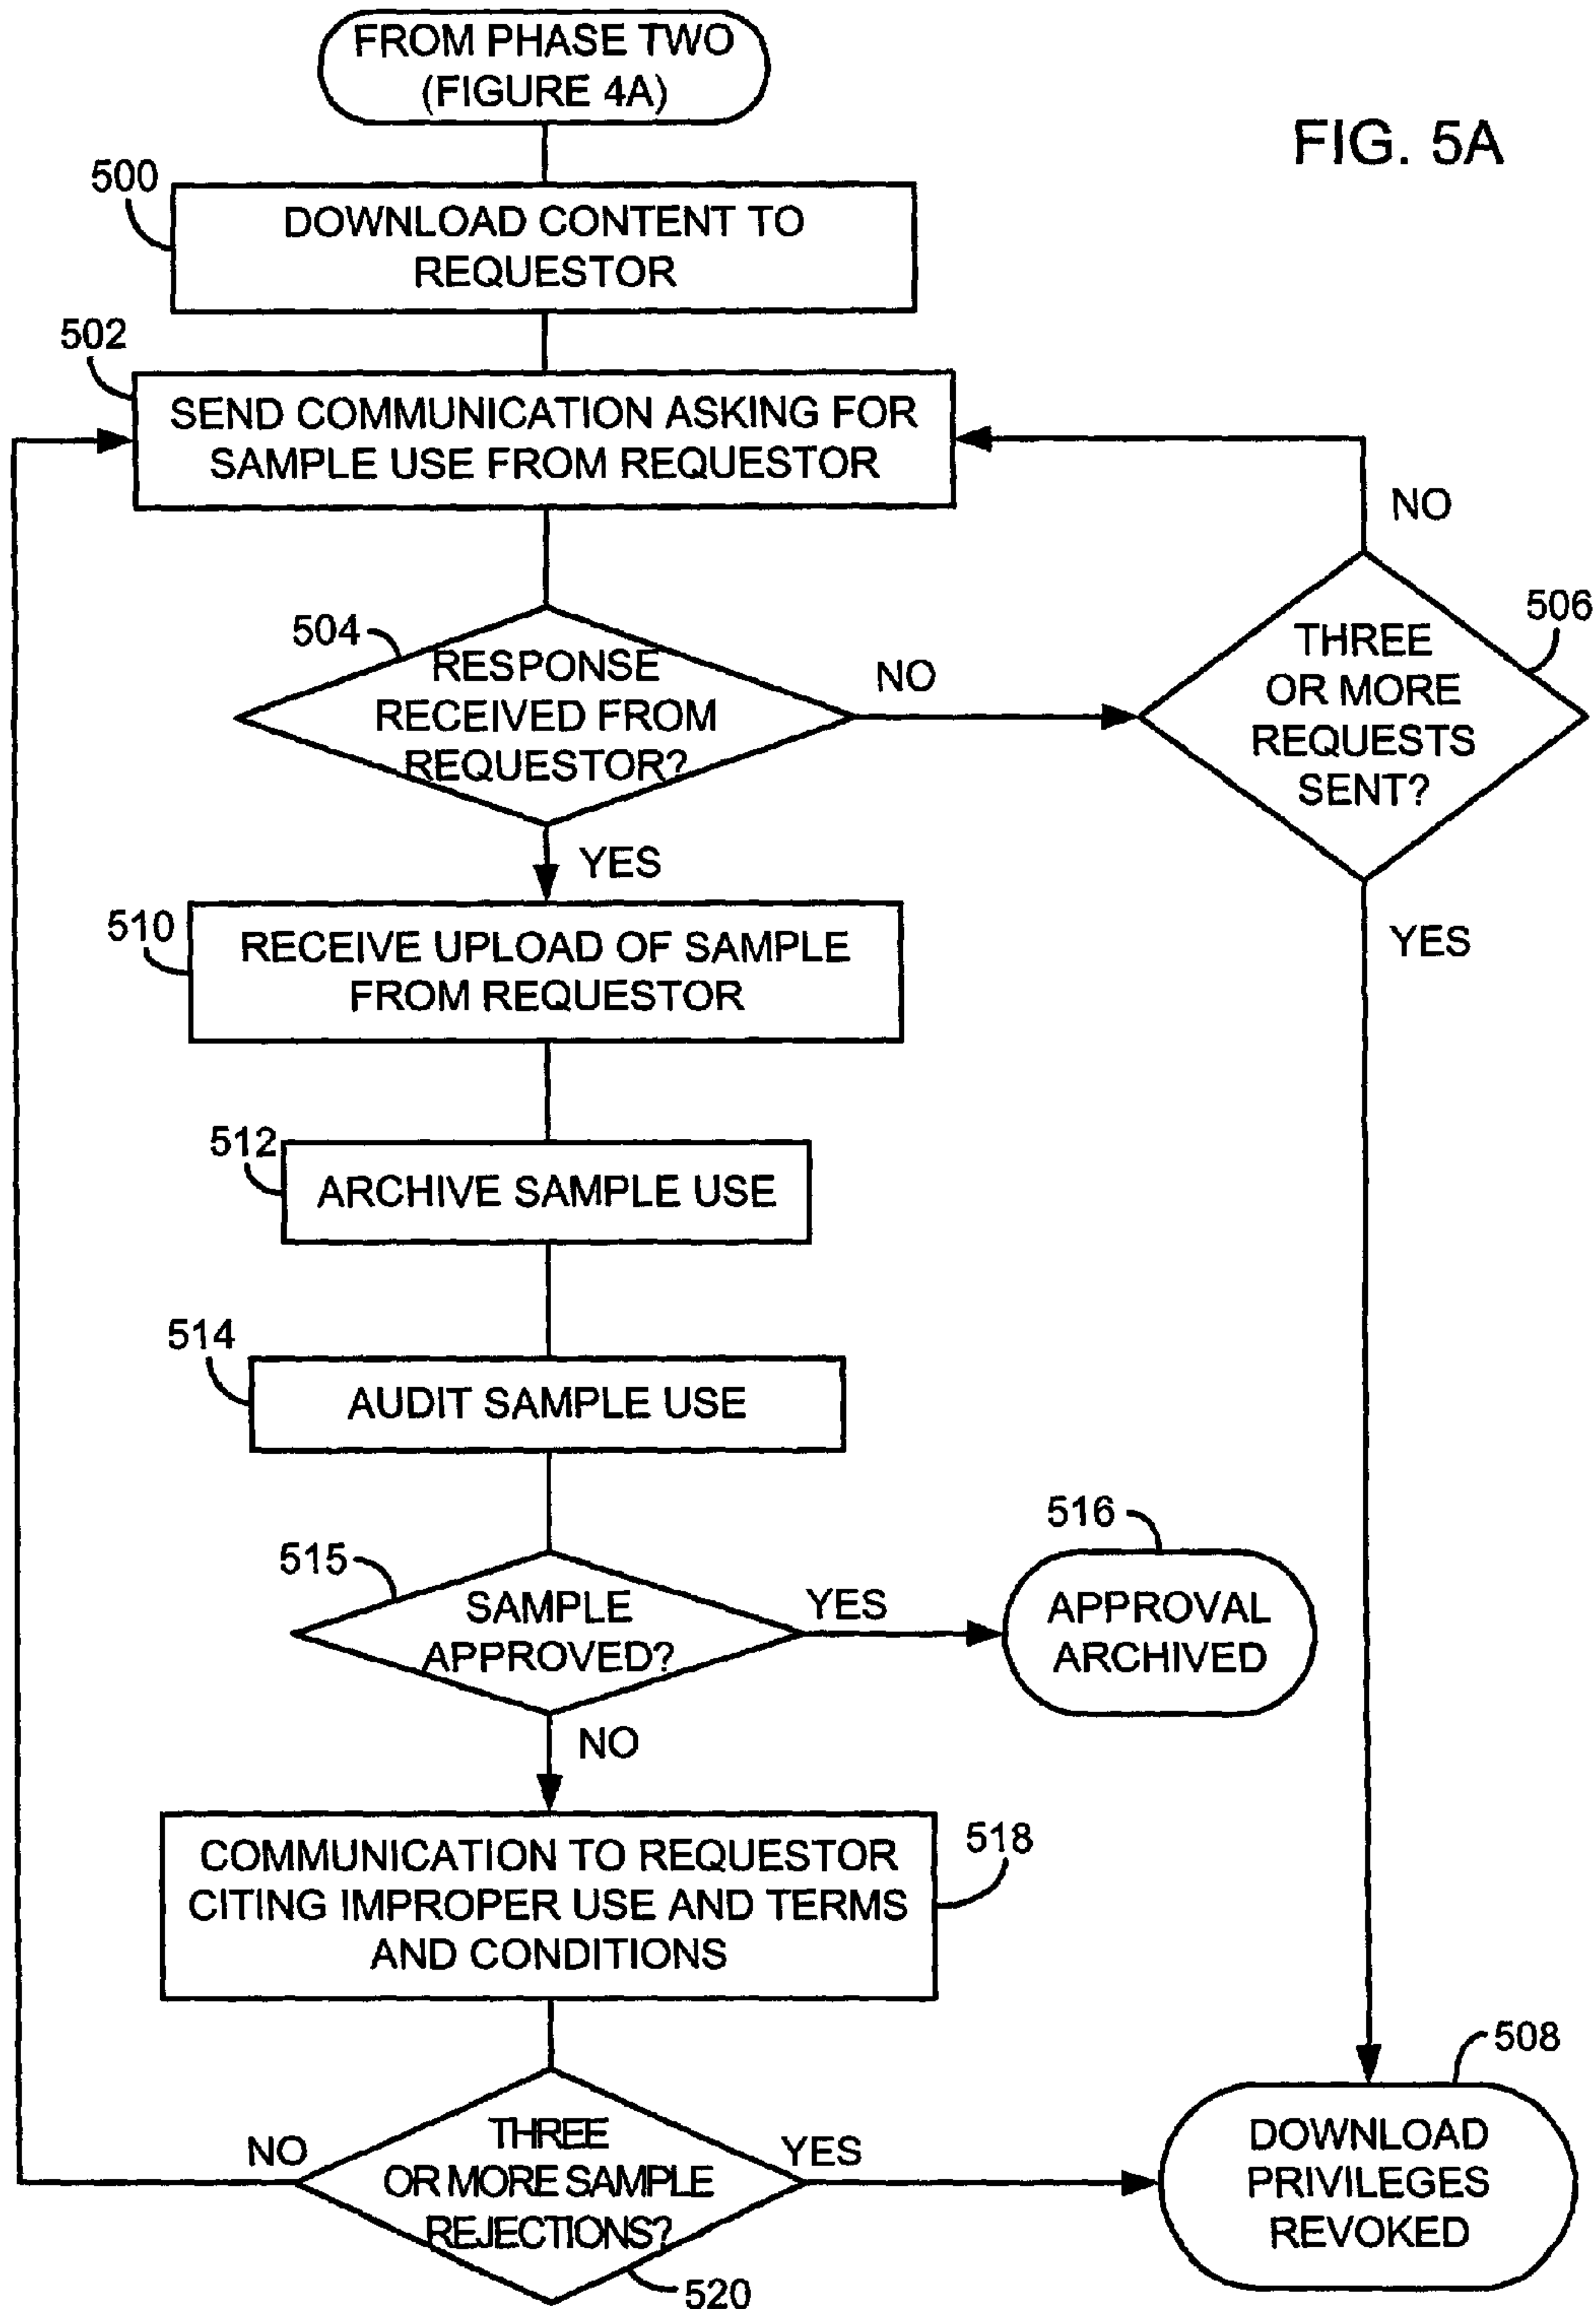 FROM PHASE TWO
(FIGURE 4A)
FIG. 5A
500
DOWNLOAD CONTENT TO
REQUESTOR
502
SEND COMMUNICATION ASKING FOR
SAMPLE USE FROM REQUESTOR
NO
504
RESPONSE
RECEIVED FROM
REQUESTOR?
NO
506
THREE
OR MORE
REQUESTS
SENT?
YES
YES
510
RECEIVE UPLOAD OF SAMPLE
FROM REQUESTOR
512
ARCHIVE SAMPLE USE
514
AUDIT SAMPLE USE
515
SAMPLE
APPROVED?
YES
516
APPROVAL
ARCHIVED
NO
COMMUNICATION TO REQUESTOR
CITING IMPROPER USE AND TERMS
AND CONDITIONS
518
NO
THREE
OR MORE SAMPLE
REJECTIONS?
YES
520
508
DOWNLOAD
PRIVILEGES
REVOKED